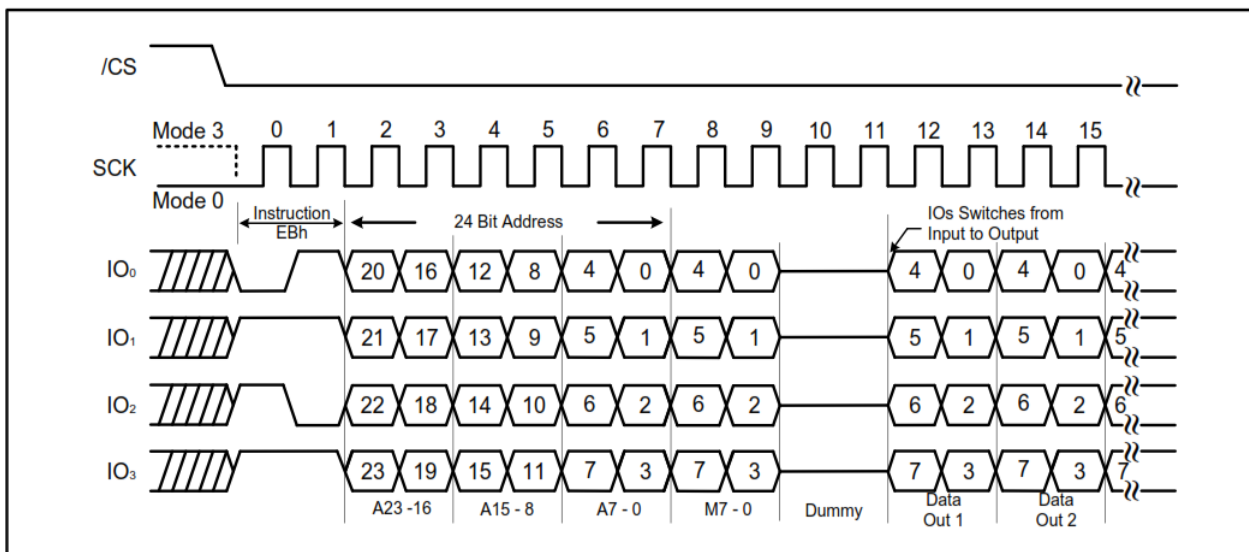 /CS
Mode 3 0 1 2 3 4 5 6 7 8 9 10 11 12 13 14 15
SCK
Mode 0
Instruction
EBh
24 Bit Address
IOs Switches from
Input to Output
IO₀ 20 16 12 8 4 0 4 0 4 0 4 0 4
IO₁ 21 17 13 9 5 1 5 1 5 1 5 1 5
IO₂ 22 18 14 10 6 2 6 2 6 2 6 2 6
IO₃ 23 19 15 11 7 3 7 3 7 3 7 3 7
A23 -16 A15 - 8 A7 - 0 M7 - 0 Dummy Data Data
Out 1 Out 2